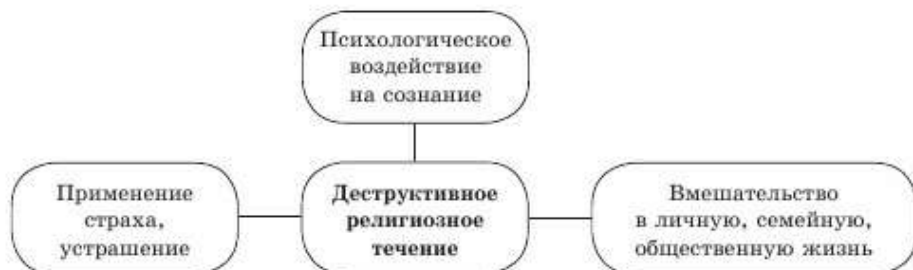 Психологическое
воздействие
на сознание
Применение
страха,
устрашение
Деструктивное
религиозное
течение
Вмешательство
в личную, семейную,
общественную жизнь